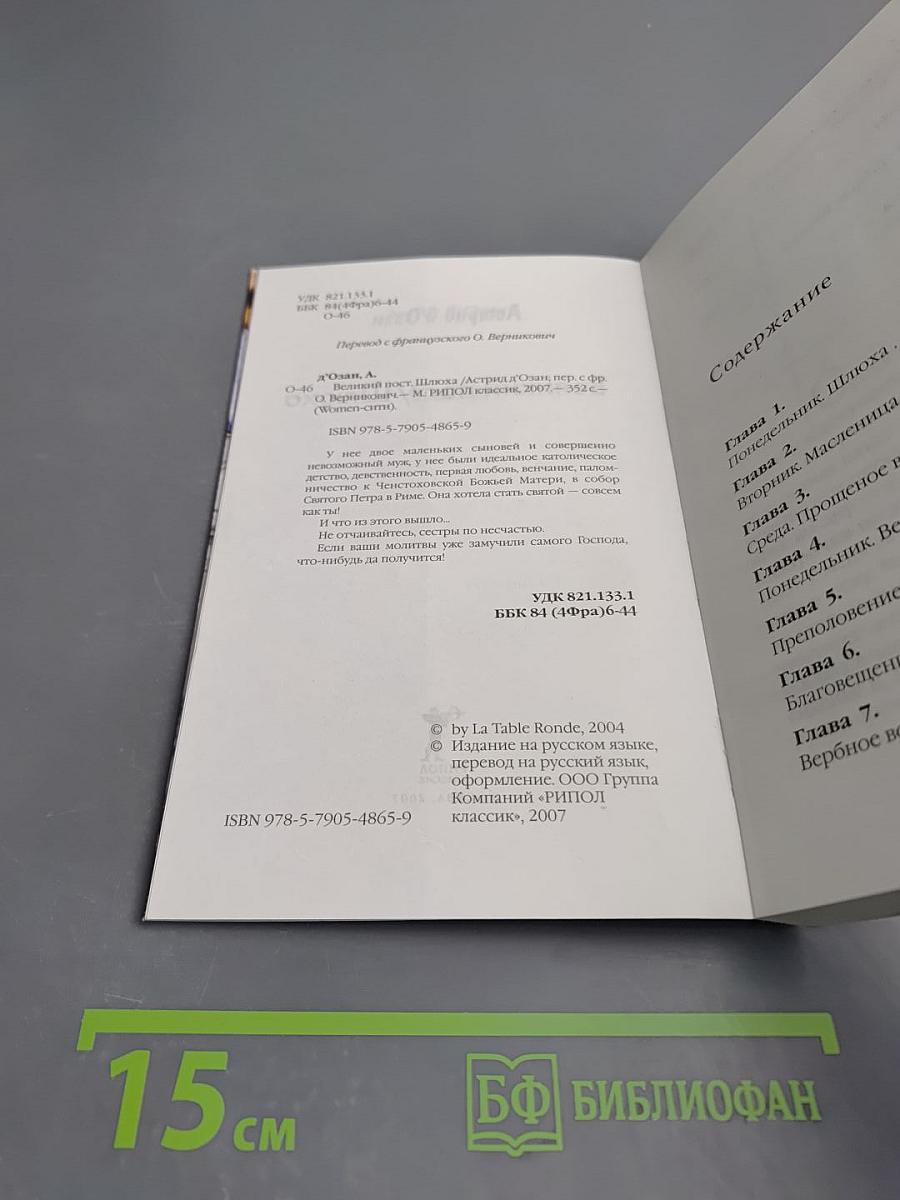 УДК 821.133.1
ББК 84(4Фра)6-44
О-46
Перевод с французского О. Верникович
д'Озан, А.
О-46 Великий пост. Шлюха /Астрид д'Озан; пер. с фр.
О. Верникович.— М.: РИПОЛ классик, 2007.— 352 с.—
(Women-сити).
ISBN 978-5-7905-4865-9
У нее двое маленьких сыновей и совершенно
невозможный муж, у нее были идеальное католическое
детство, девственность, первая любовь, венчание, палом-
ничество к Ченстоховской Божьей Матери, в собор
Святого Петра в Риме. Она хотела стать святой — совсем
как ты!
И что из этого вышло...
Не отчаивайтесь, сестры по несчастью.
Если ваши молитвы уже замучили самого Господа,
что-нибудь да получится!
УДК 821.133.1
ББК 84 (4Фра)6-44
© by La Table Ronde, 2004
© Издание на русском языке,
перевод на русский язык,
оформление. ООО Группа
Компаний «РИПОЛ
классик», 2007
ISBN 978-5-7905-4865-9
Содержание
Глава 1.
Понедельник. Шлюха .
Глава 2.
Вторник. Масленица
Глава 3.
Среда. Прощеное в
Глава 4.
Понедельник. Ве
Глава 5.
Преполовение
Глава 6.
Благовещени
Глава 7.
Вербное во
15 см
БФ БИБЛИОФАН